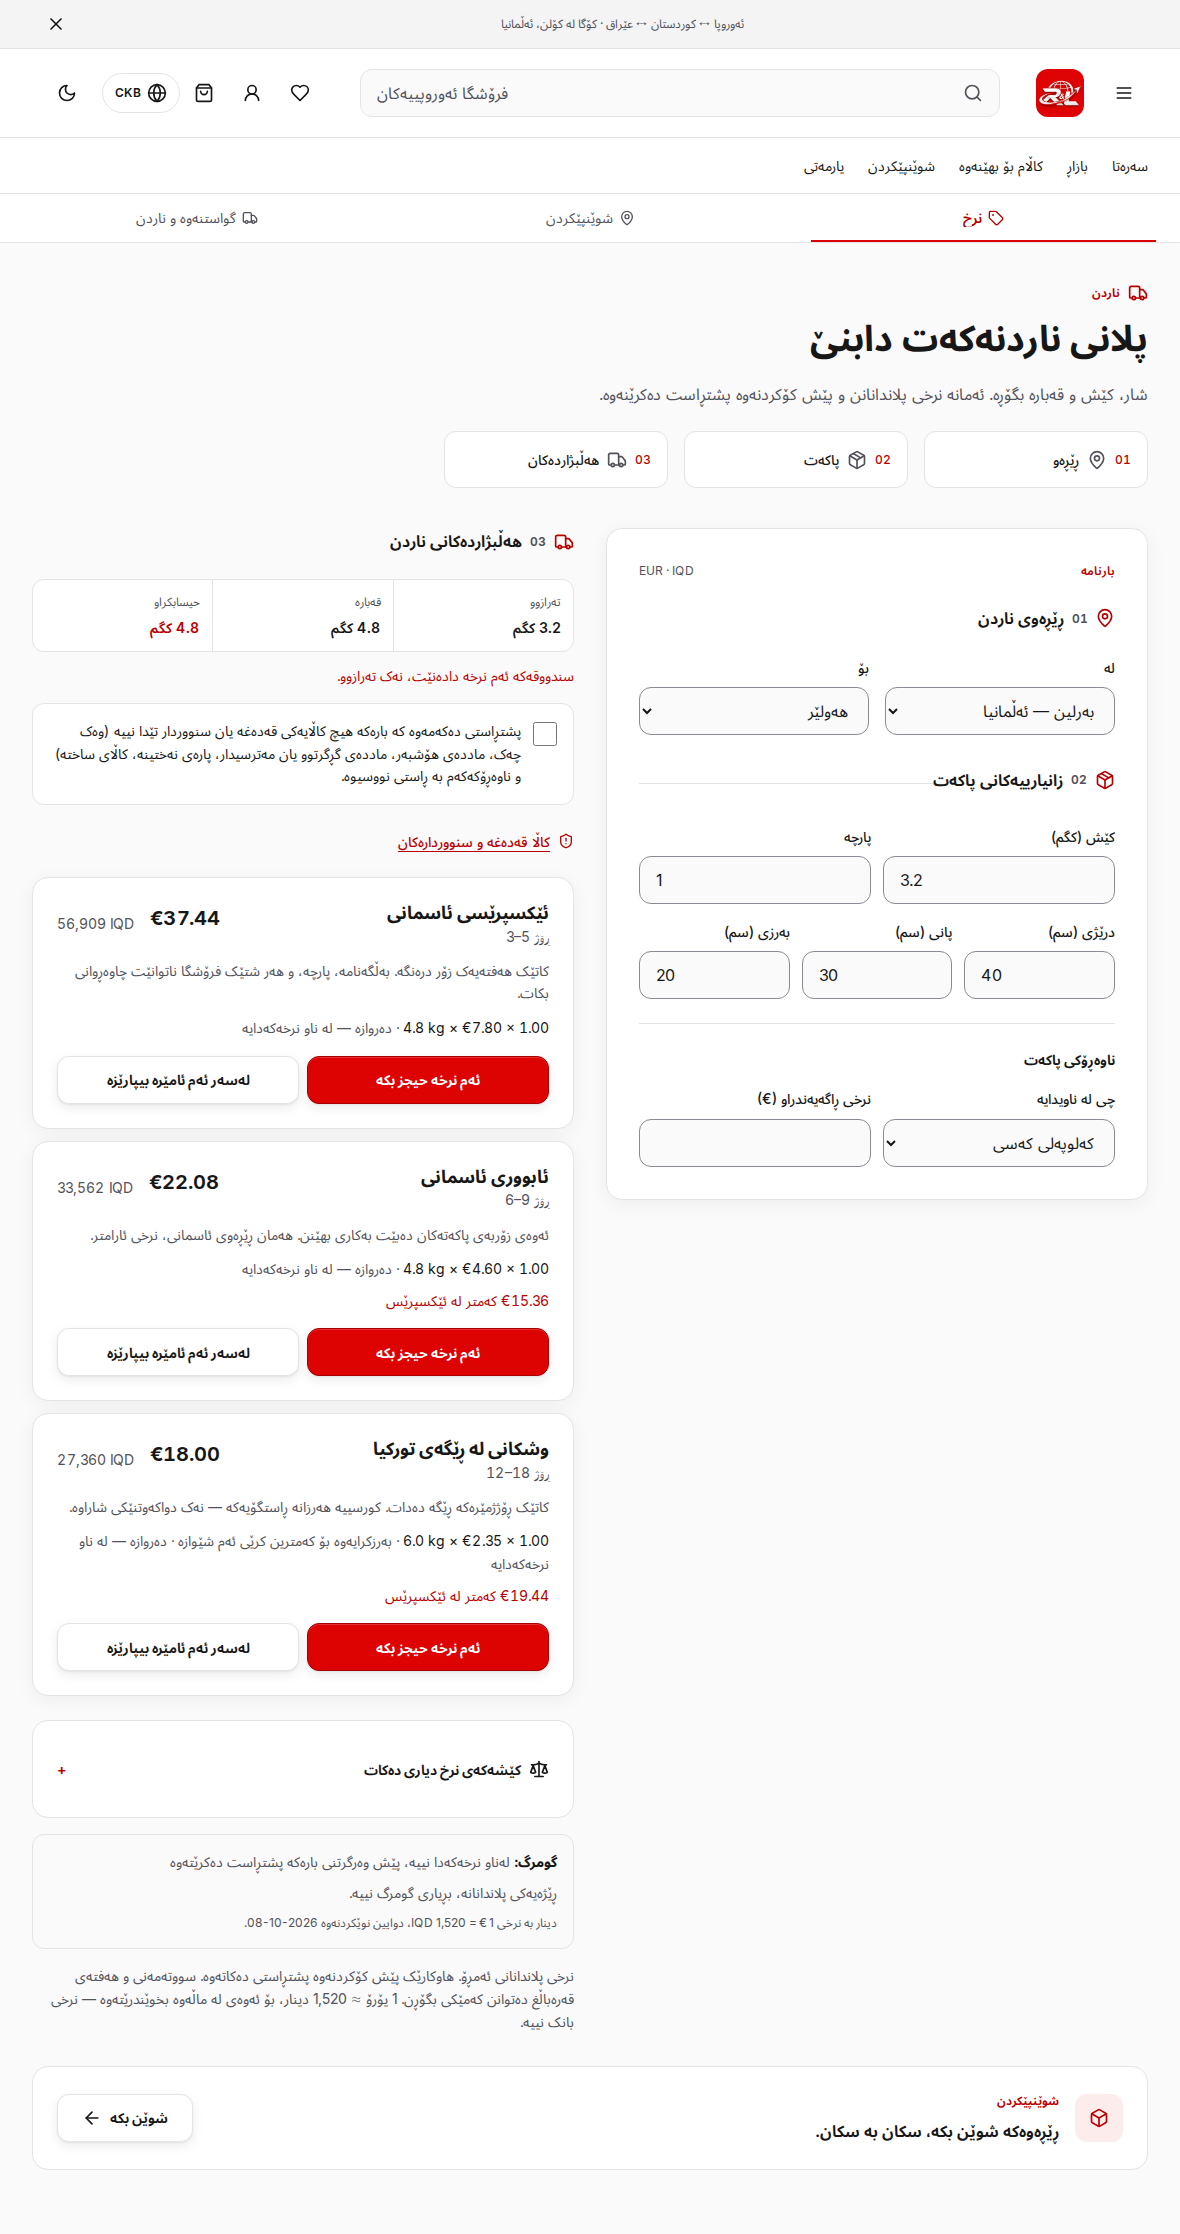 ئەوروپا ↔ کوردستان ↔ عێراق · کۆگا لە کۆلن، ئەڵمانیا
فرۆشگا ئەوروپییەکان
CKB
سەرەتا بازاڕ کاڵام بۆ بهێنەوە شوێنپێکردن یارمەتی
نرخ
شوێنپێکردن
گواستنەوە و ناردن
ناردن
پلانی ناردنەکەت دابنێ
شار، کێش و قەبارە بگۆڕە. ئەمانە نرخی پلاندانانن و پێش کۆکردنەوە پشتڕاست دەکرێنەوە.
01 ڕێڕەو
02 پاکەت
03 هەڵبژاردەکان
بارنامە
EUR · IQD
01 ڕێڕەوی ناردن
لە
بۆ
بەرلین — ئەڵمانیا
هەولێر
02 زانیارییەکانی پاکەت
کێش (کگم)
پارچە
3.2
1
درێژی (سم)
پانی (سم)
بەرزی (سم)
40
30
20
ناوەڕۆکی پاکەت
چی لە ناویدایە
نرخی ڕاگەیەندراو (€)
کەلوپەلی کەسی
03 هەڵبژاردەکانی ناردن
تەرازوو
قەبارە
حیسابکراو
3.2 کگم
4.8 کگم
4.8 کگم
سندووقەکە ئەم نرخە دادەنێت، نەک تەرازوو.
پشتڕاستی دەکەمەوە کە بارەکە هیچ کاڵایەکی قەدەغە یان سنووردار تێدا نییە (وەک
چەک، ماددەی هۆشبەر، ماددەی گڕگرتوو یان مەترسیدار، پارەی نەختینە، کاڵای ساختە)
و ناوەڕۆکەکەم بە ڕاستی نووسیوە.
کاڵا قەدەغە و سنووردارەکان
ئێکسپرێسی ئاسمانی
€37.44
56,909 IQD
3–5 ڕۆژ
کاتێک هەفتەیەک زۆر درەنگە. بەڵگەنامە، پارچە، و هەر شتێک فرۆشگا ناتوانێت چاوەڕوانی
بکات.
4.8 kg × €7.80 × 1.00 · دەروازە — لە ناو نرخەکەدایە
ئەم نرخە حیجز بکە
لەسەر ئەم ئامێرە بیپارێزە
ئابووری ئاسمانی
€22.08
33,562 IQD
6–9 ڕۆژ
ئەوەی زۆربەی پاکەتەکان دەبێت بەکاری بهێنن. هەمان ڕێڕەوی ئاسمانی، نرخی ئارامتر.
4.8 kg × €4.60 × 1.00 · دەروازە — لە ناو نرخەکەدایە
€15.36 کەمتر لە ئێکسپرێس
ئەم نرخە حیجز بکە
لەسەر ئەم ئامێرە بیپارێزە
وشکانی لە ڕێگەی تورکیا
€18.00
27,360 IQD
12–18 ڕۆژ
کاتێک ڕۆژژمێرەکە ڕێگە دەدات. کورسییە هەرزانە ڕاستگۆیەکە — نەک دواکەوتنێکی شاراوە.
6.0 kg × €2.35 × 1.00 · بەرزکرایەوە بۆ کەمترین کرێی ئەم شێوازە · دەروازە — لە ناو
نرخەکەدایە
€19.44 کەمتر لە ئێکسپرێس
ئەم نرخە حیجز بکە
لەسەر ئەم ئامێرە بیپارێزە
کێشەکەی نرخ دیاری دەکات
+
گومرگ: لەناو نرخەکەدا نییە، پێش وەرگرتنی بارەکە پشتڕاست دەکرێتەوە
ڕێژەیەکی پلاندانانە، بڕیاری گومرگ نییە.
دینار بە نرخی 1 € = 1,520 IQD، دوایین نوێکردنەوە 2026-10-08.
نرخی پلاندانانی ئەمڕۆ. هاوکارێک پێش کۆکردنەوە پشتڕاستی دەکاتەوە. سووتەمەنی و هەفتەی
قەرەباڵغ دەتوانن کەمێکی بگۆڕن. 1 یۆرۆ ≈ 1,520 دینار، بۆ ئەوەی لە ماڵەوە بخوێندرێتەوە — نرخی
بانک نییە.
شوێنپێکردن
ڕێڕەوەکە شوێن بکە، سکان بە سکان.
شوێن بکە